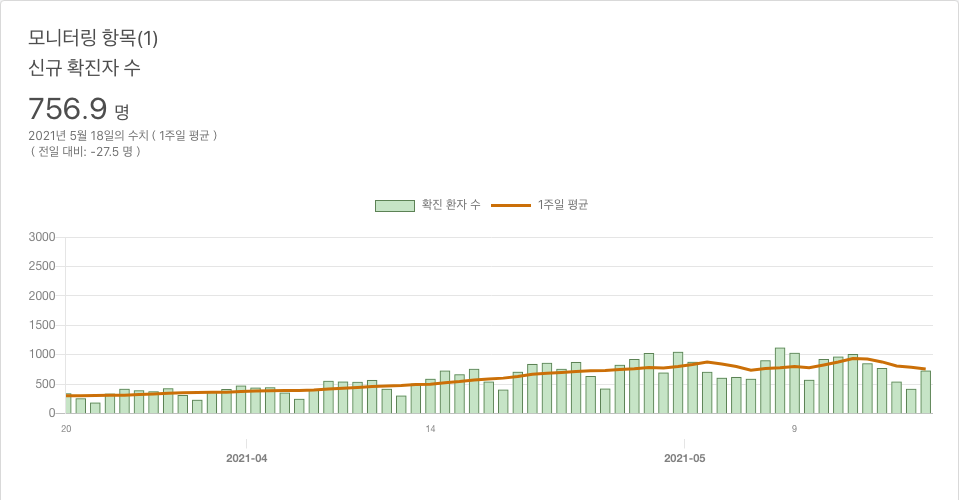 모니터링 항목(1)
신규 확진자 수
756.9 명
2021년 5월 18일의 수치 ( 1주일 평균 )
( 전일 대비: -27.5 명 )
확진 환자 수 1주일 평균
3000
2500
2000
1500
1000
500
0
20 14 9
2021-04 2021-05